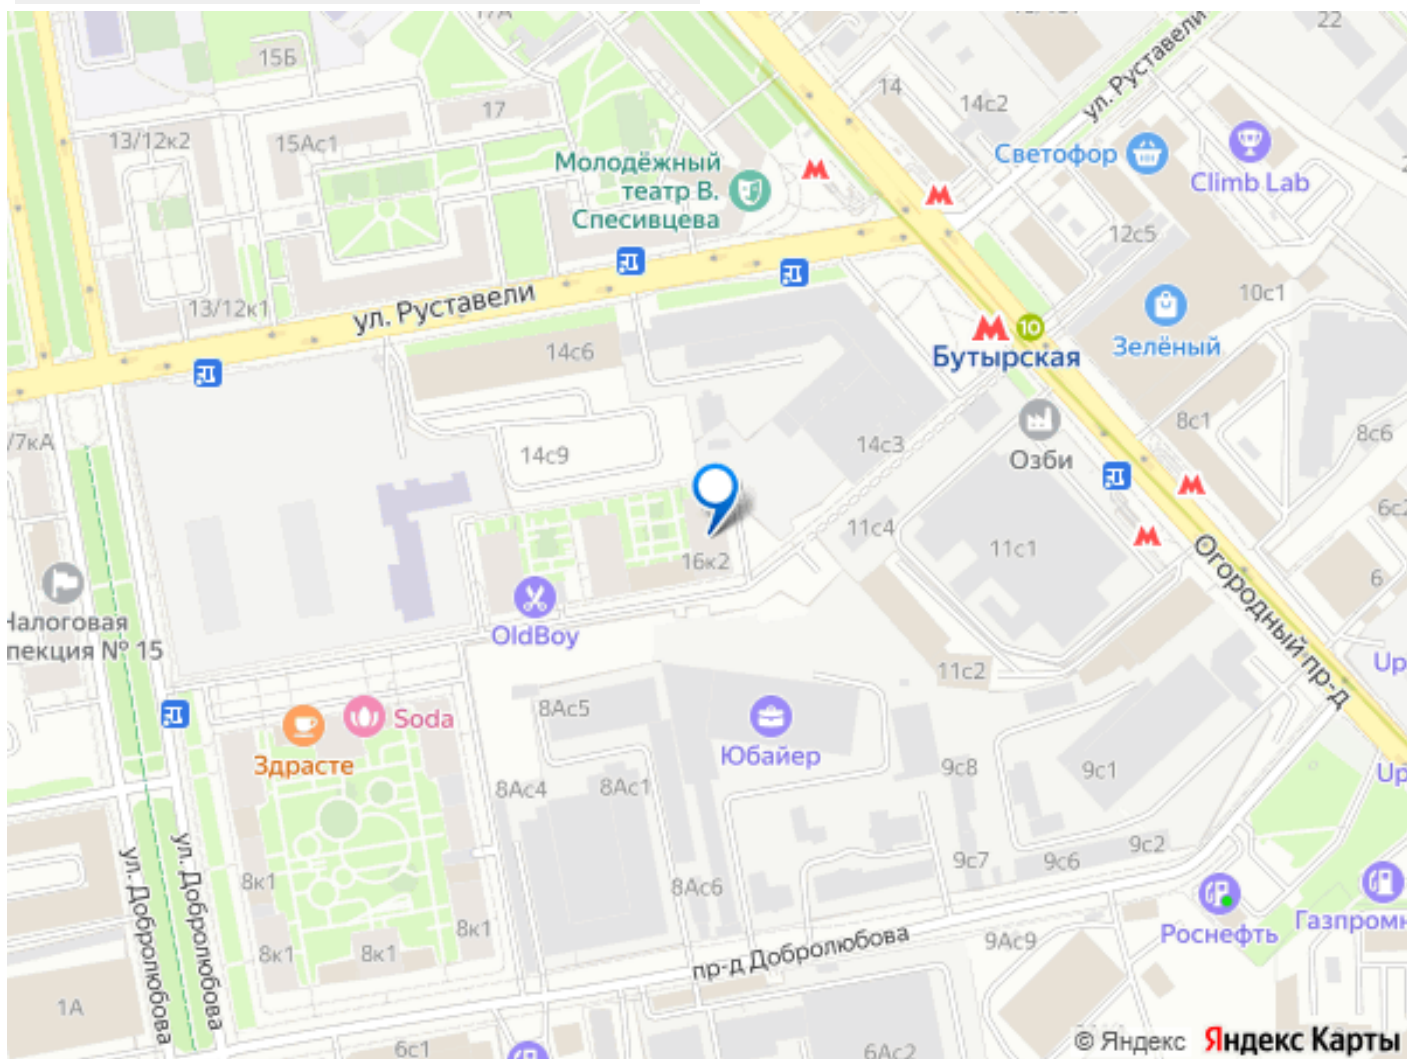 17А
15Б
22
17
14
14с2
ул. Руставели
13/12к2
15Ас1
Молодёжный
театр В.
Спесивцева
Светофор
Climb Lab
12с5
10с1
13/12к1
ул. Руставели
10
Бутырская
Зелёный
14с6
/7кА
14с9
14с3
Озби
8с1
8с6
11с4
11с1
6с2
16к2
6
Огородный пр-д
OldBoy
Налоговая
пекция № 15
11с2
Up
8Ас5
Soda
Здрасте
Юбайер
9с8
9с1
Up
8Ас4
8Ас1
ул. Добролюбова
ул. Добролюбова
8к1
8Ас6
9с7
9с6
9с2
8к1
8к1
8к1
пр-д Добролюбова
9Ас9
Роснефть
Газпромн
1А
6с1
6Ас2
© Яндекс Яндекс Карты